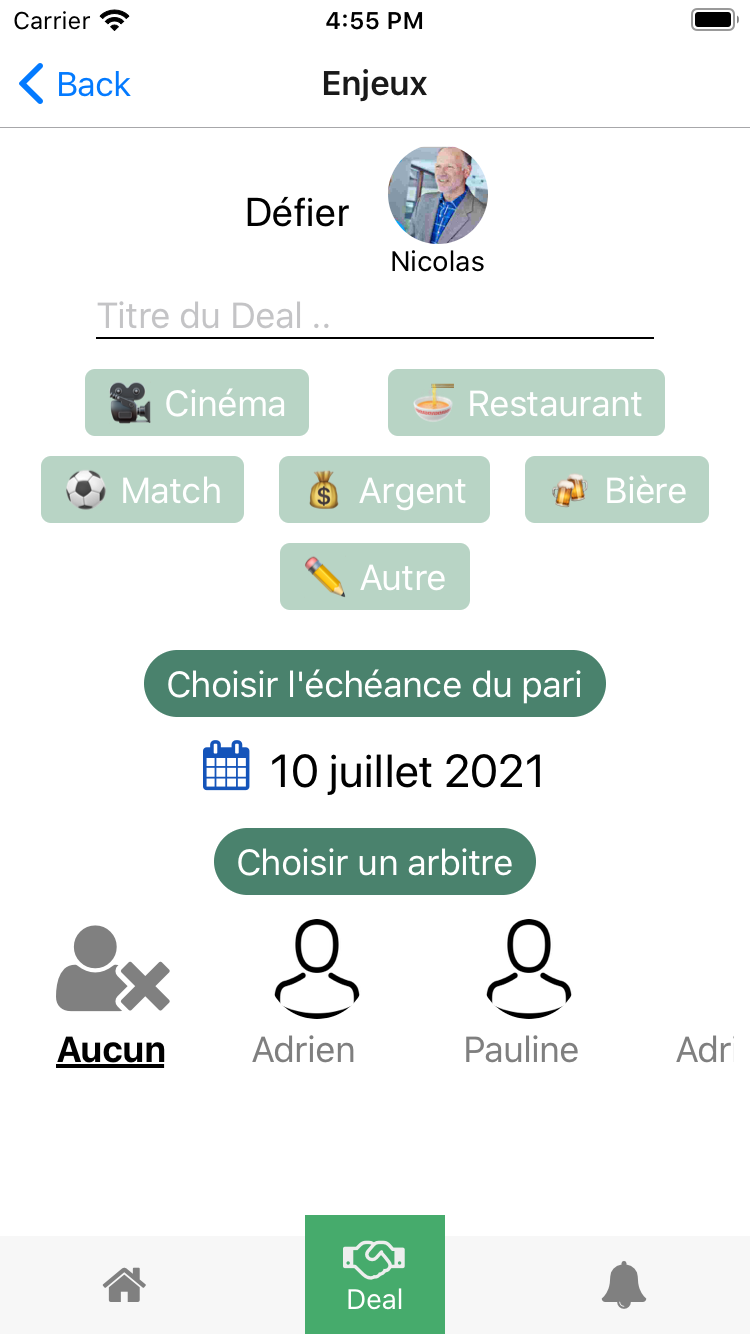 Carrier 4:55 PM
Back Enjeux
Défier
Nicolas
Titre du Deal ..
Cinéma Restaurant
Match Argent Bière
Autre
Choisir l'échéance du pari
10 juillet 2021
Choisir un arbitre
Aucun Adrien Pauline Adri
Deal